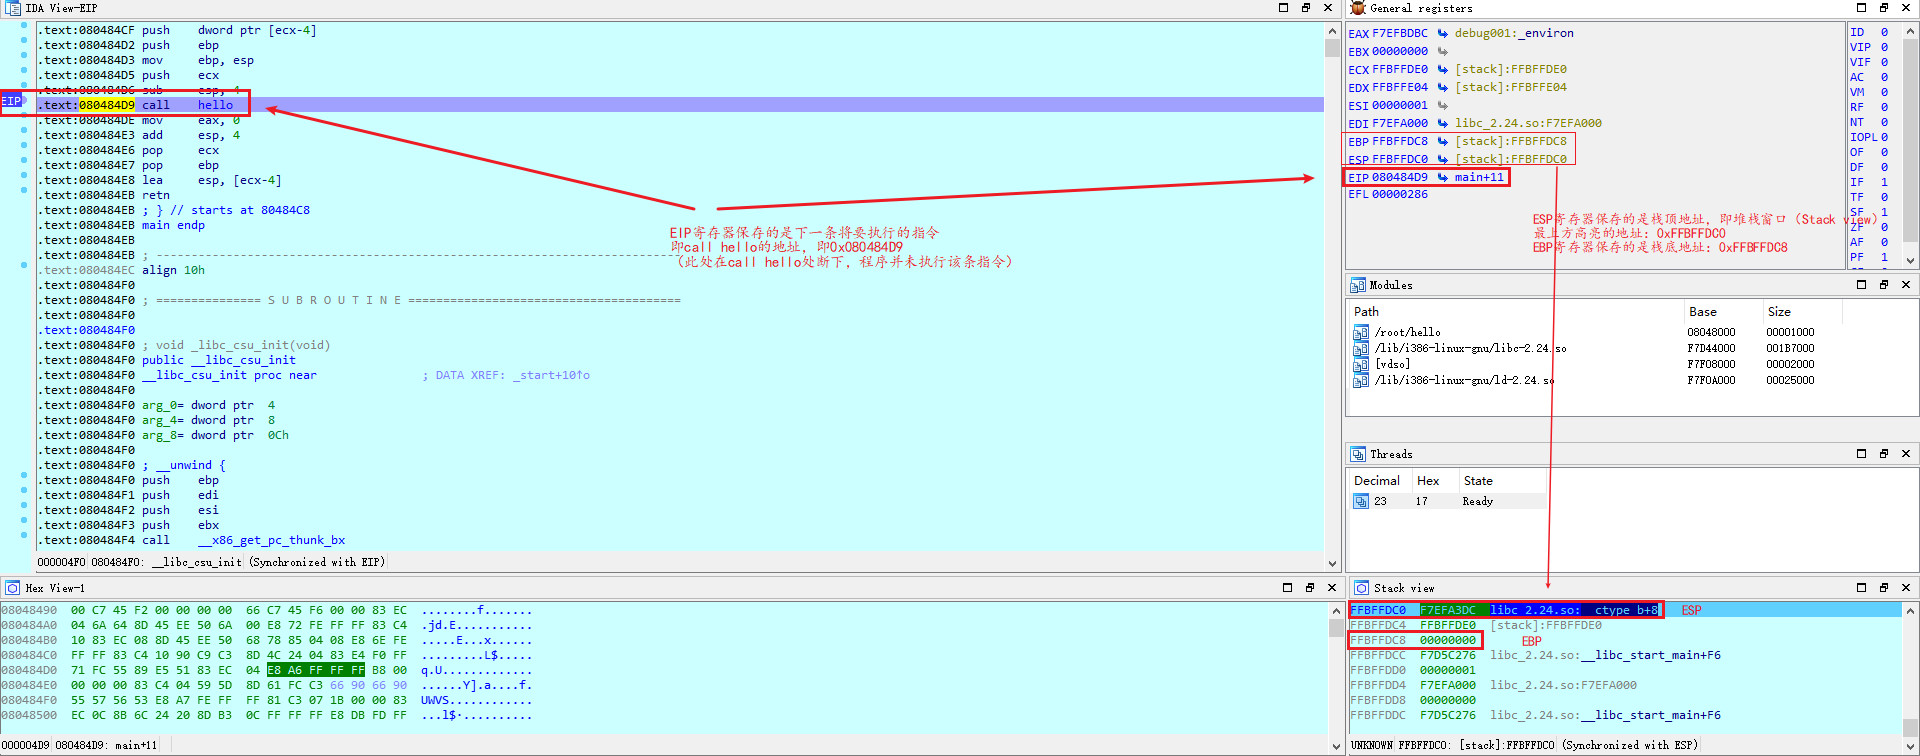 IDA View-EIP
.text:080484CF push    dword ptr [ecx-4]
.text:080484D2 push    ebp
.text:080484D3 mov     ebp, esp
.text:080484D5 push    ecx
.text:080484D6 sub     esp, 4
EIP .text:080484D9 call    hello
.text:080484DE mov     eax, 0
.text:080484E3 add     esp, 4
.text:080484E6 pop     ecx
.text:080484E7 pop     ebp
.text:080484E8 lea     esp, [ecx-4]
.text:080484EB retn
.text:080484EB ; } // starts at 80484C8
.text:080484EB main endp
.text:080484EB
.text:080484EB ; ---------------------------------------------------------------------------
.text:080484EC align 10h
.text:080484F0
.text:080484F0 ; =============== S U B R O U T I N E =======================================
.text:080484F0
.text:080484F0
.text:080484F0 ; void _libc_csu_init(void)
.text:080484F0 public __libc_csu_init
.text:080484F0 __libc_csu_init proc near               ; DATA XREF: _start+10↑o
.text:080484F0
.text:080484F0 arg_0= dword ptr  4
.text:080484F0 arg_4= dword ptr  8
.text:080484F0 arg_8= dword ptr  0Ch
.text:080484F0
.text:080484F0 ; __unwind {
.text:080484F0 push    ebp
.text:080484F1 push    edi
.text:080484F2 push    esi
.text:080484F3 push    ebx
.text:080484F4 call    __x86_get_pc_thunk_bx
000004F0 080484F0: __libc_csu_init (Synchronized with EIP)
EIP寄存器保存的是下一条将要执行的指令
即call hello的地址, 即0x080484D9
（此处在call hello处断下，程序并未执行该条指令）
General registers
EAX F7EFBDBC debug001:_environ
EBX 00000000
ECX FFBFFDE0 [stack]:FFBFFDE0
EDX FFBFFE04 [stack]:FFBFFE04
ESI 00000001
EDI F7EFA000 libc_2.24.so:F7EFA000
EBP FFBFFDC8 [stack]:FFBFFDC8
ESP FFBFFDC0 [stack]:FFBFFDC0
EIP 080484D9 main+11
EFL 00000286
ID 0
VIP 0
VIF 0
AC 0
VM 0
RF 0
NT 0
IOPL 0
OF 0
DF 0
IF 1
TF 0
SF 1
ZF 0
AF 0
PF 1
ESP寄存器保存的是栈顶地址, 即堆栈窗口（Stack view）
最上方高亮的地址: 0xFFBFFDC0
EBP寄存器保存的是栈底地址: 0xFFBFFDC8
Modules
Path Base Size
/root/hello 08048000 00001000
/lib/i386-linux-gnu/libc-2.24.so F7D44000 001B7000
[vdso] F7F08000 00002000
/lib/i386-linux-gnu/ld-2.24.so F7F0A000 00025000
Threads
Decimal Hex State
23 17 Ready
Hex View-1
08048490 00 C7 45 F2 00 00 00 00 66 C7 45 F6 00 00 83 EC ........f.......
080484A0 04 6A 64 8D 45 EE 50 6A 00 E8 72 FE FF FF 83 C4 .jd.E...........
080484B0 10 83 EC 08 8D 45 EE 50 68 78 85 04 08 E8 6E FE .....E...x......
080484C0 FF FF 83 C4 10 90 C9 C3 8D 4C 24 04 83 E4 F0 FF .........L$.....
080484D0 71 FC 55 89 E5 51 83 EC 04 E8 A6 FF FF FF B8 00 q.U.............
080484E0 00 00 00 83 C4 04 59 5D 8D 61 FC C3 66 90 66 90 ......Y].a....f.
080484F0 55 57 56 53 E8 A7 FE FF FF 81 C3 07 1B 00 00 83 UWVS............
08048500 EC 0C 8B 6C 24 20 8D B3 0C FF FF FF E8 DB FD FF ...l$·..........
000004D9 080484D9: main+11
Stack view
FFBFFDC0 F7EFA3DC libc_2.24.so:__ctype_b+8 ESP
FFBFFDC4 FFBFFDE0 [stack]:FFBFFDE0
FFBFFDC8 00000000 EBP
FFBFFDCC F7D5C276 libc_2.24.so:__libc_start_main+F6
FFBFFDD0 00000001
FFBFFDD4 F7EFA000 libc_2.24.so:F7EFA000
FFBFFDD8 00000000
FFBFFDDC F7D5C276 libc_2.24.so:__libc_start_main+F6
UNKNOWN FFBFFDC0: [stack]:FFBFFDC0 (Synchronized with ESP)